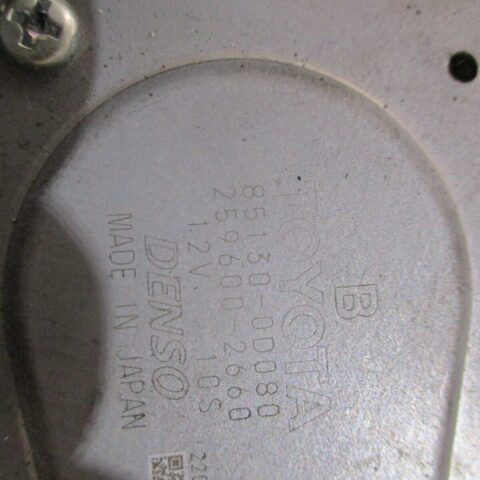 B
TOYOTA
85130-0D080
259600-2660
12V 10S
DENSO
MADE IN JAPAN